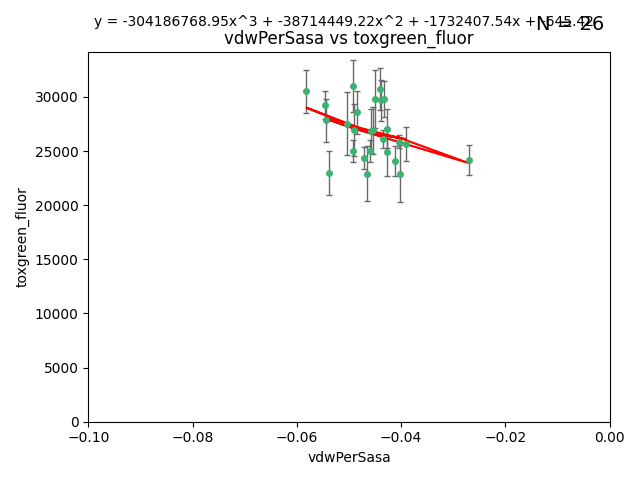 y = -304186768.95x^3 + -38714449.22x^2 + -1732407.54x + -645.42
N = 26
vdwPerSasa vs toxgreen_fluor
toxgreen_fluor
30000
25000
20000
15000
10000
5000
0
−0.10
−0.08
−0.06
−0.04
−0.02
0.00
vdwPerSasa